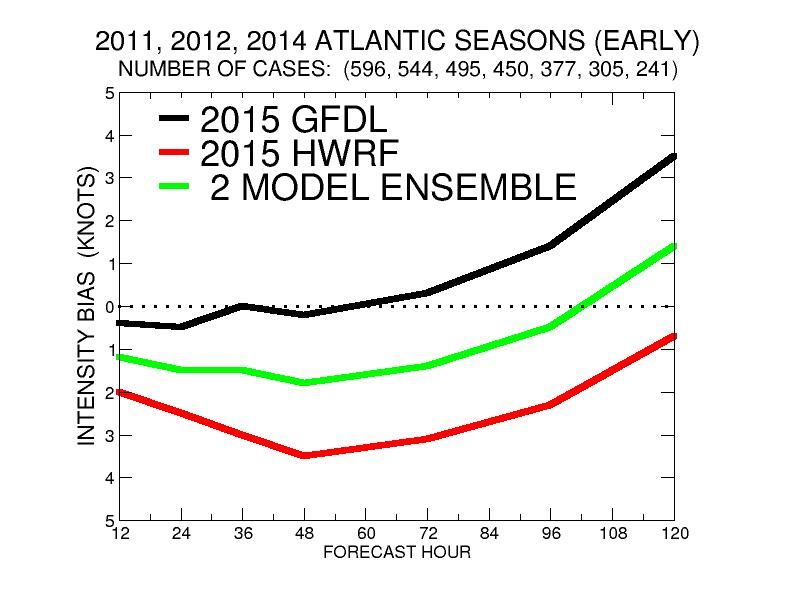 2011, 2012, 2014 ATLANTIC SEASONS (EARLY)
NUMBER OF CASES:  (596, 544, 495, 450, 377, 305, 241)
2015 GFDL
2015 HWRF
2 MODEL ENSEMBLE
INTENSITY BIAS  (KNOTS)
5
4
3
2
1
0
1
2
3
4
5
12 24 36 48 60 72 84 96 108 120
FORECAST HOUR